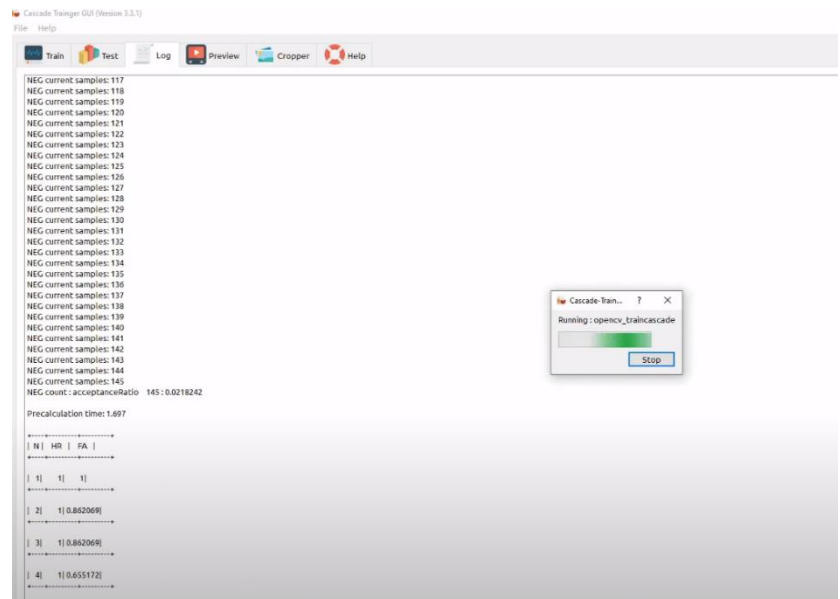 Cascade Trainger GUI (Version 3.3.1)
File Help
Train Test Log Preview Cropper Help
NEG current samples: 117
NEG current samples: 118
NEG current samples: 119
NEG current samples: 120
NEG current samples: 121
NEG current samples: 122
NEG current samples: 123
NEG current samples: 124
NEG current samples: 125
NEG current samples: 126
NEG current samples: 127
NEG current samples: 128
NEG current samples: 129
NEG current samples: 130
NEG current samples: 131
NEG current samples: 132
NEG current samples: 133
NEG current samples: 134
NEG current samples: 135
NEG current samples: 136
NEG current samples: 137
NEG current samples: 138
NEG current samples: 139
NEG current samples: 140
NEG current samples: 141
NEG current samples: 142
NEG current samples: 143
NEG current samples: 144
NEG current samples: 145
NEG count : acceptanceRatio 145 : 0.0218242
Precalculation time: 1.697
+----+---------+---------+
| N | HR | FA |
+----+---------+---------+
| 1| 1| 1|
+----+---------+---------+
| 2| 1| 0.862069|
+----+---------+---------+
| 3| 1| 0.862069|
+----+---------+---------+
| 4| 1| 0.655172|
+----+---------+---------+
Cascade-Train... ? X
Running : opencv_traincascade
Stop